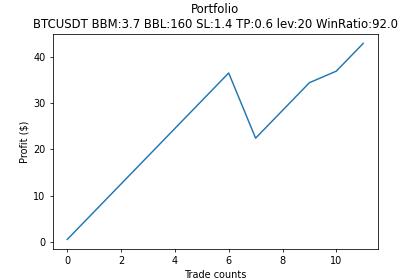 Portfolio
BTCUSDT BBM:3.7 BBL:160 SL:1.4 TP:0.6 lev:20 WinRatio:92.0
40
30
20
10
0
Profit ($)
0 2 4 6 8 10
Trade counts